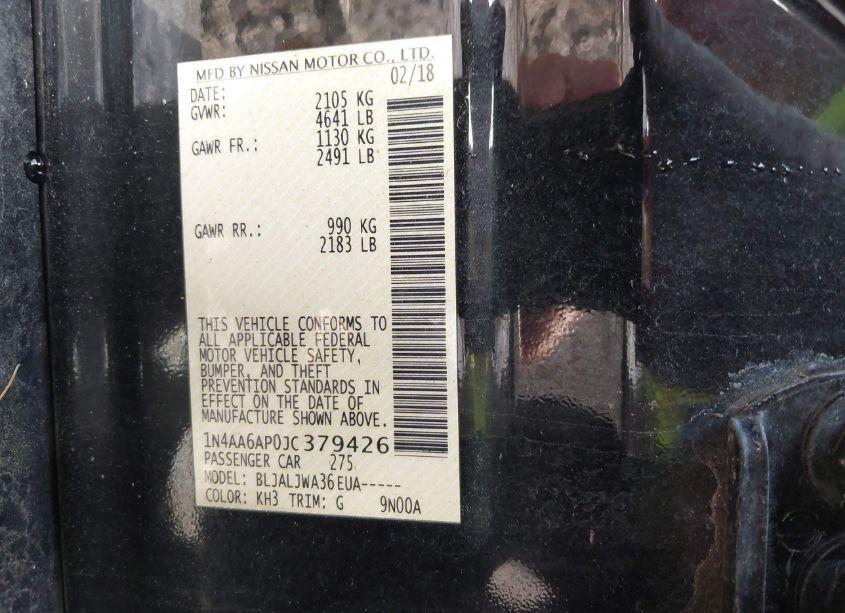 MFD BY NISSAN MOTOR CO., LTD.
DATE: 02/18
GVWR: 2105 KG
4641 LB
GAWR FR.: 1130 KG
2491 LB
GAWR RR.: 990 KG
2183 LB
THIS VEHICLE CONFORMS TO
ALL APPLICABLE FEDERAL
MOTOR VEHICLE SAFETY,
BUMPER, AND THEFT
PREVENTION STANDARDS IN
EFFECT ON THE DATE OF
MANUFACTURE SHOWN ABOVE.
1N4AA6AP0JC379426
PASSENGER CAR 275
MODEL: BLJALJWA36EUA-----
COLOR: KH3 TRIM: G 9N00A